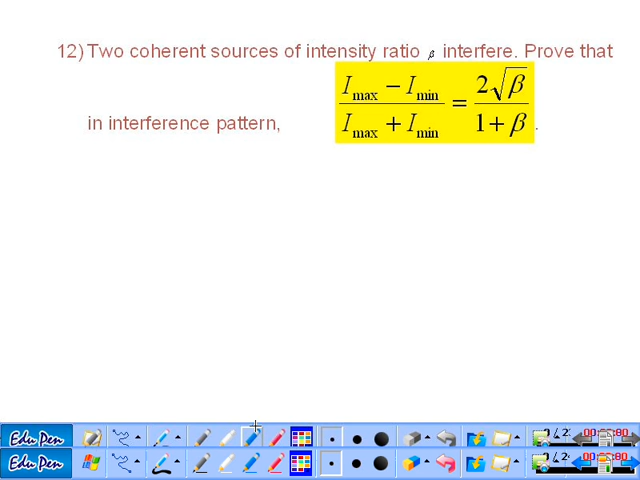 12) Two coherent sources of intensity ratio β interfere. Prove that
in interference pattern, (I_max − I_min)/(I_max + I_min) = 2√β/(1+β).
Edu Pen
Edu Pen